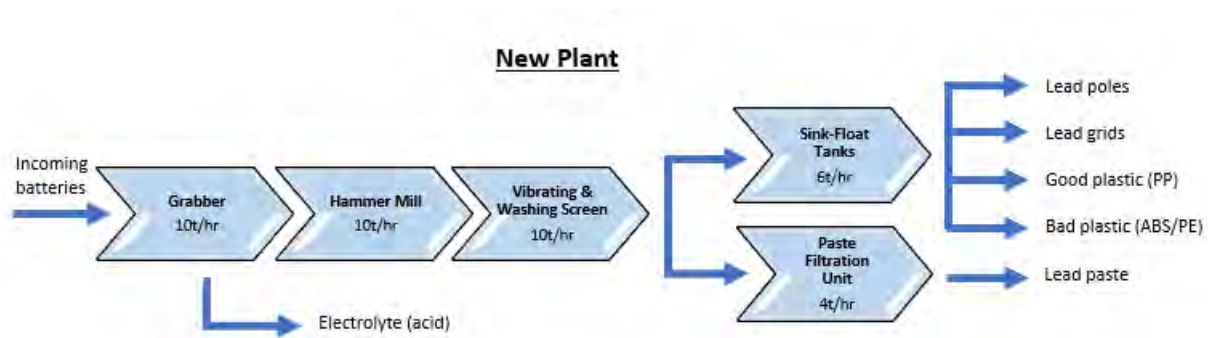 New Plant
Incoming
batteries
Grabber
10t/hr
Hammer Mill
10t/hr
Vibrating &
Washing Screen
10t/hr
Sink-Float
Tanks
6t/hr
Paste
Filtration
Unit
4t/hr
Lead poles
Lead grids
Good plastic (PP)
Bad plastic (ABS/PE)
Lead paste
Electrolyte (acid)